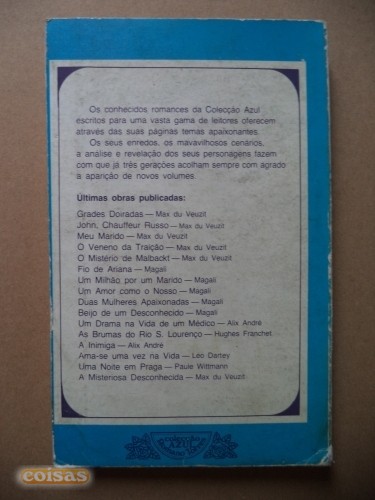 Os conhecidos romances da Colecção Azul
escritos para uma vasta gama de leitores oferecem
através das suas páginas temas apaixonantes.
Os seus enredos, os mavavilhosos cenários,
a análise e revelação dos seus personagens fazem
com que já três gerações acolham sempre com agrado
a aparição de novos volumes.
Últimas obras publicadas:
Grades Doiradas — Max du Veuzit
John, Chauffeur Russo — Max du Veuzit
Meu Marido — Max du Veuzit
O Veneno da Traição — Max du Veuzit
O Mistério de Malbackt — Max du Veuzit
Fio de Ariana — Magali
Um Milhão por um Marido — Magali
Um Amor como o Nosso — Magali
Duas Mulheres Apaixonadas — Magali
Beijo de um Desconhecido — Magali
Um Drama na Vida de um Médico — Alix André
As Brumas do Rio S. Lourenço — Hughes Franchet
A Inimiga — Alix André
Ama-se uma vez na Vida — Léo Dartey
Uma Noite em Praga — Paule Wittmann
A Misteriosa Desconhecida — Max du Veuzit
colecção
AZUL
coisas